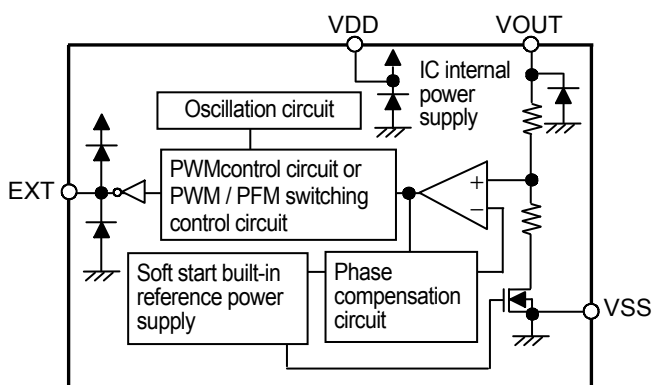 VDD
VOUT
IC internal
power
supply
Oscillation circuit
PWMcontrol circuit or
PWM / PFM switching
control circuit
EXT
+
−
Soft start built-in
reference power
supply
Phase
compensation
circuit
VSS